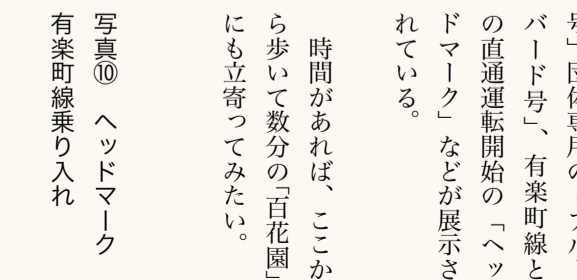 号」団体専用の「ブルー
バード号」、有楽町線と
の直通運転開始の「ヘッ
ドマーク」などが展示さ
れている。
時間があれば、ここか
ら歩いて数分の「百花園」
にも立寄ってみたい。
写真⑩　ヘッドマーク
有楽町線乗り入れ